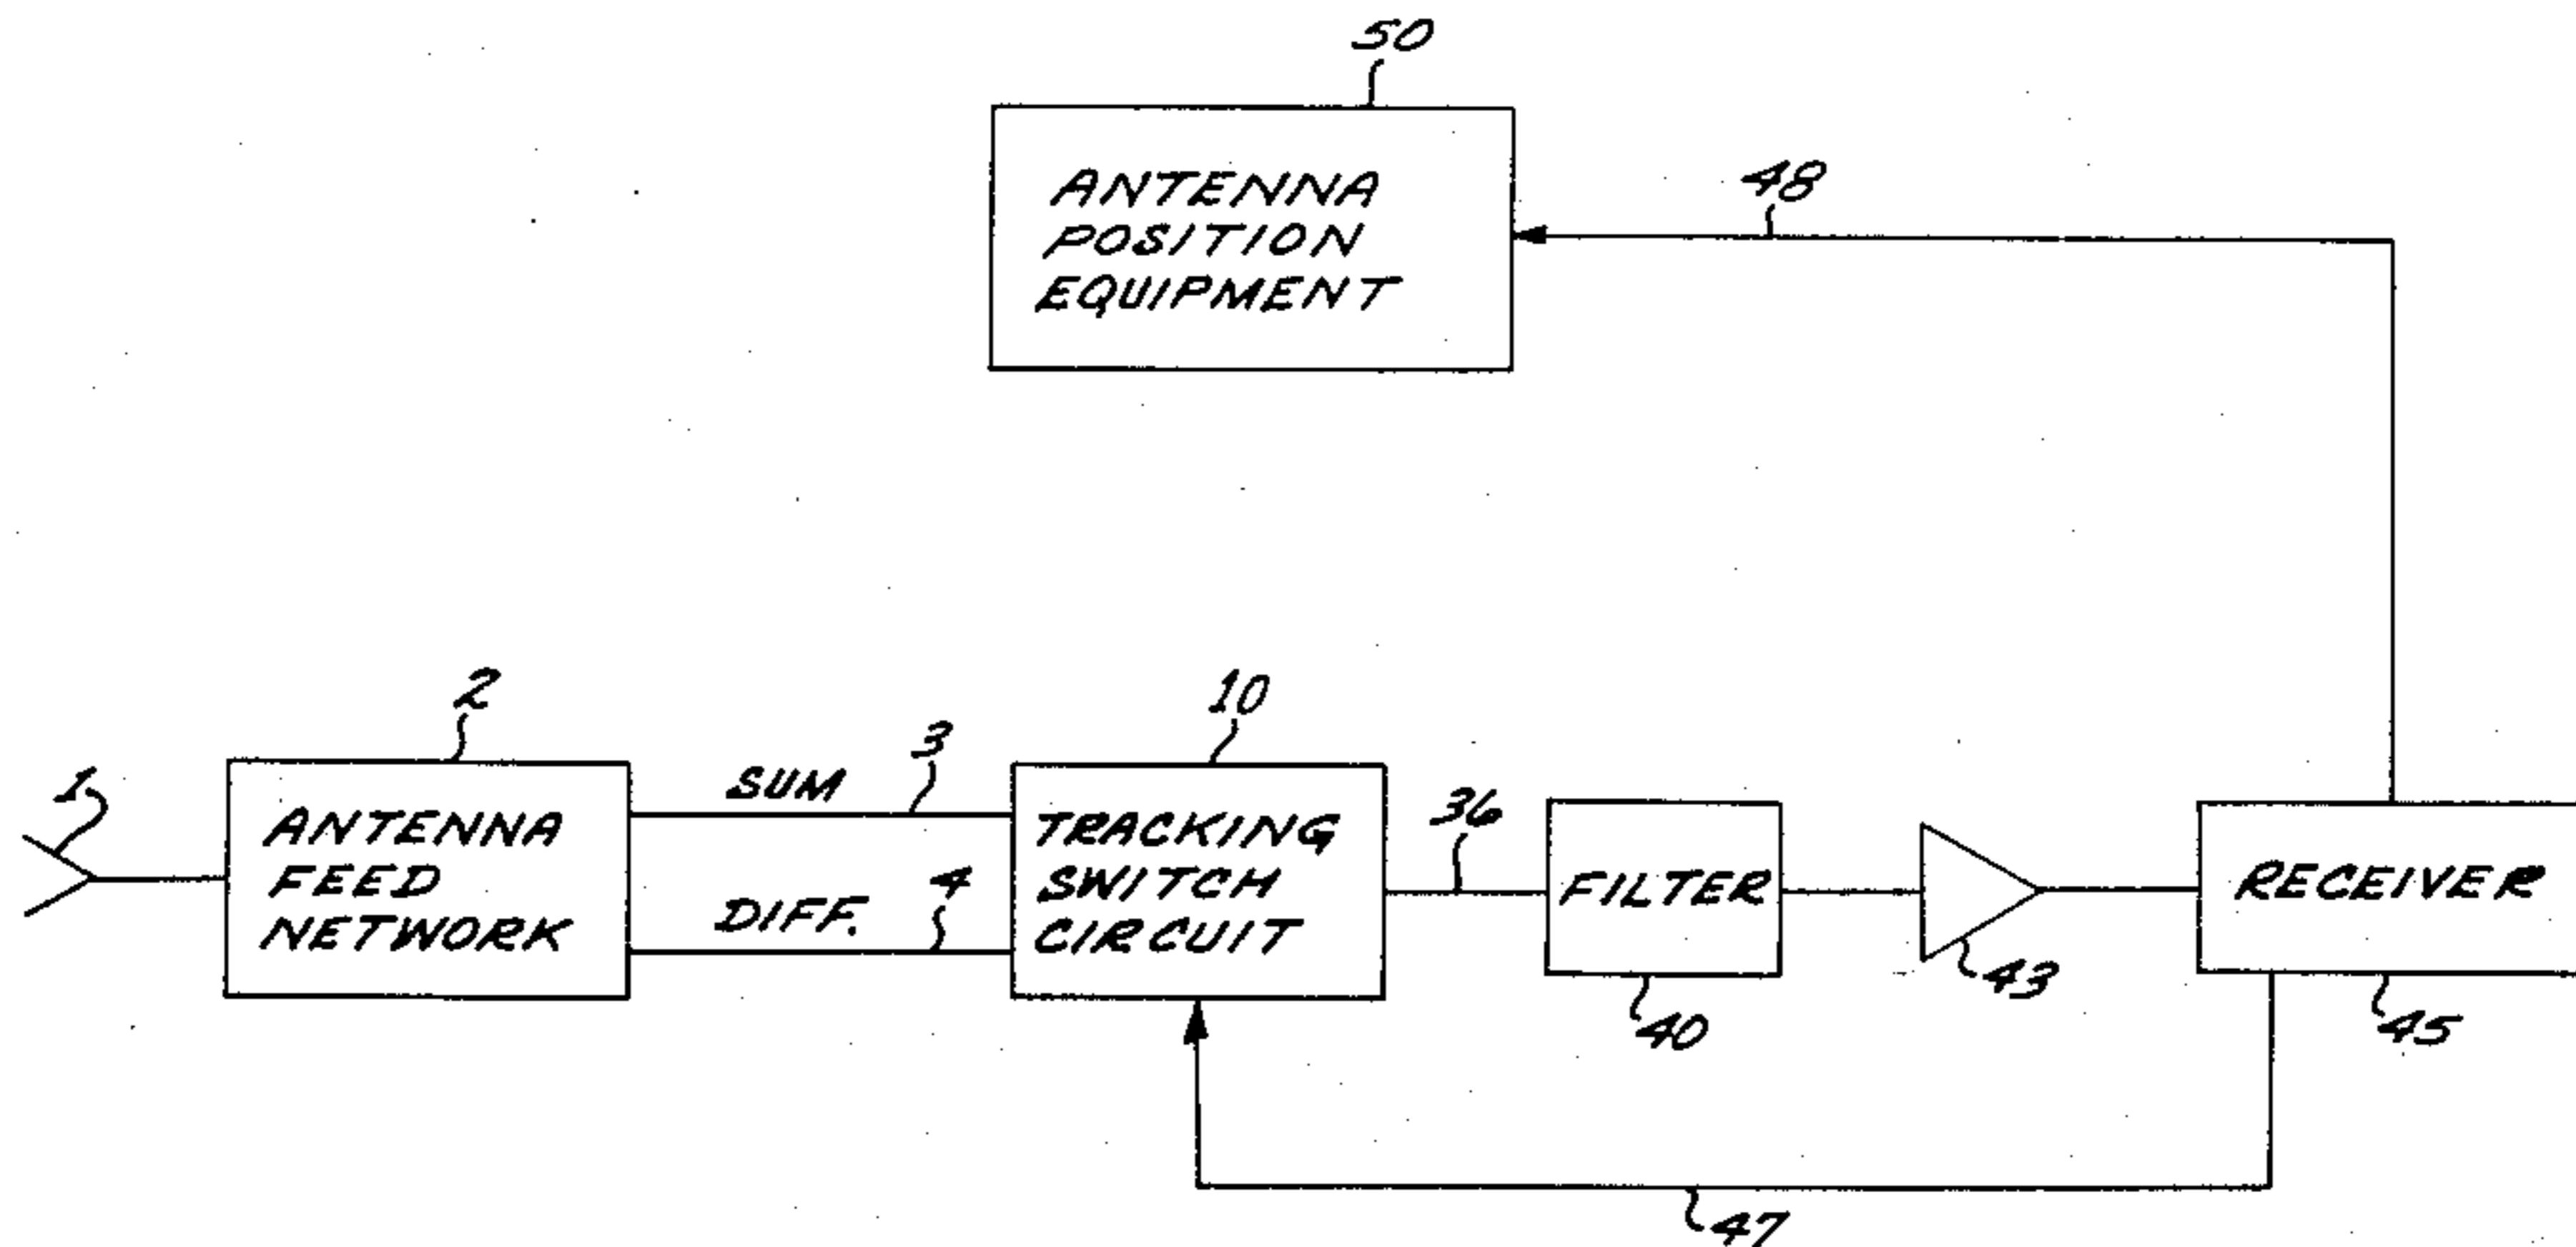 50
ANTENNA
POSITION
EQUIPMENT
48
2
10
1
SUM
3
ANTENNA
FEED
NETWORK
DIFF.
4
TRACKING
SWITCH
CIRCUIT
36
FILTER
40
43
RECEIVER
45
47